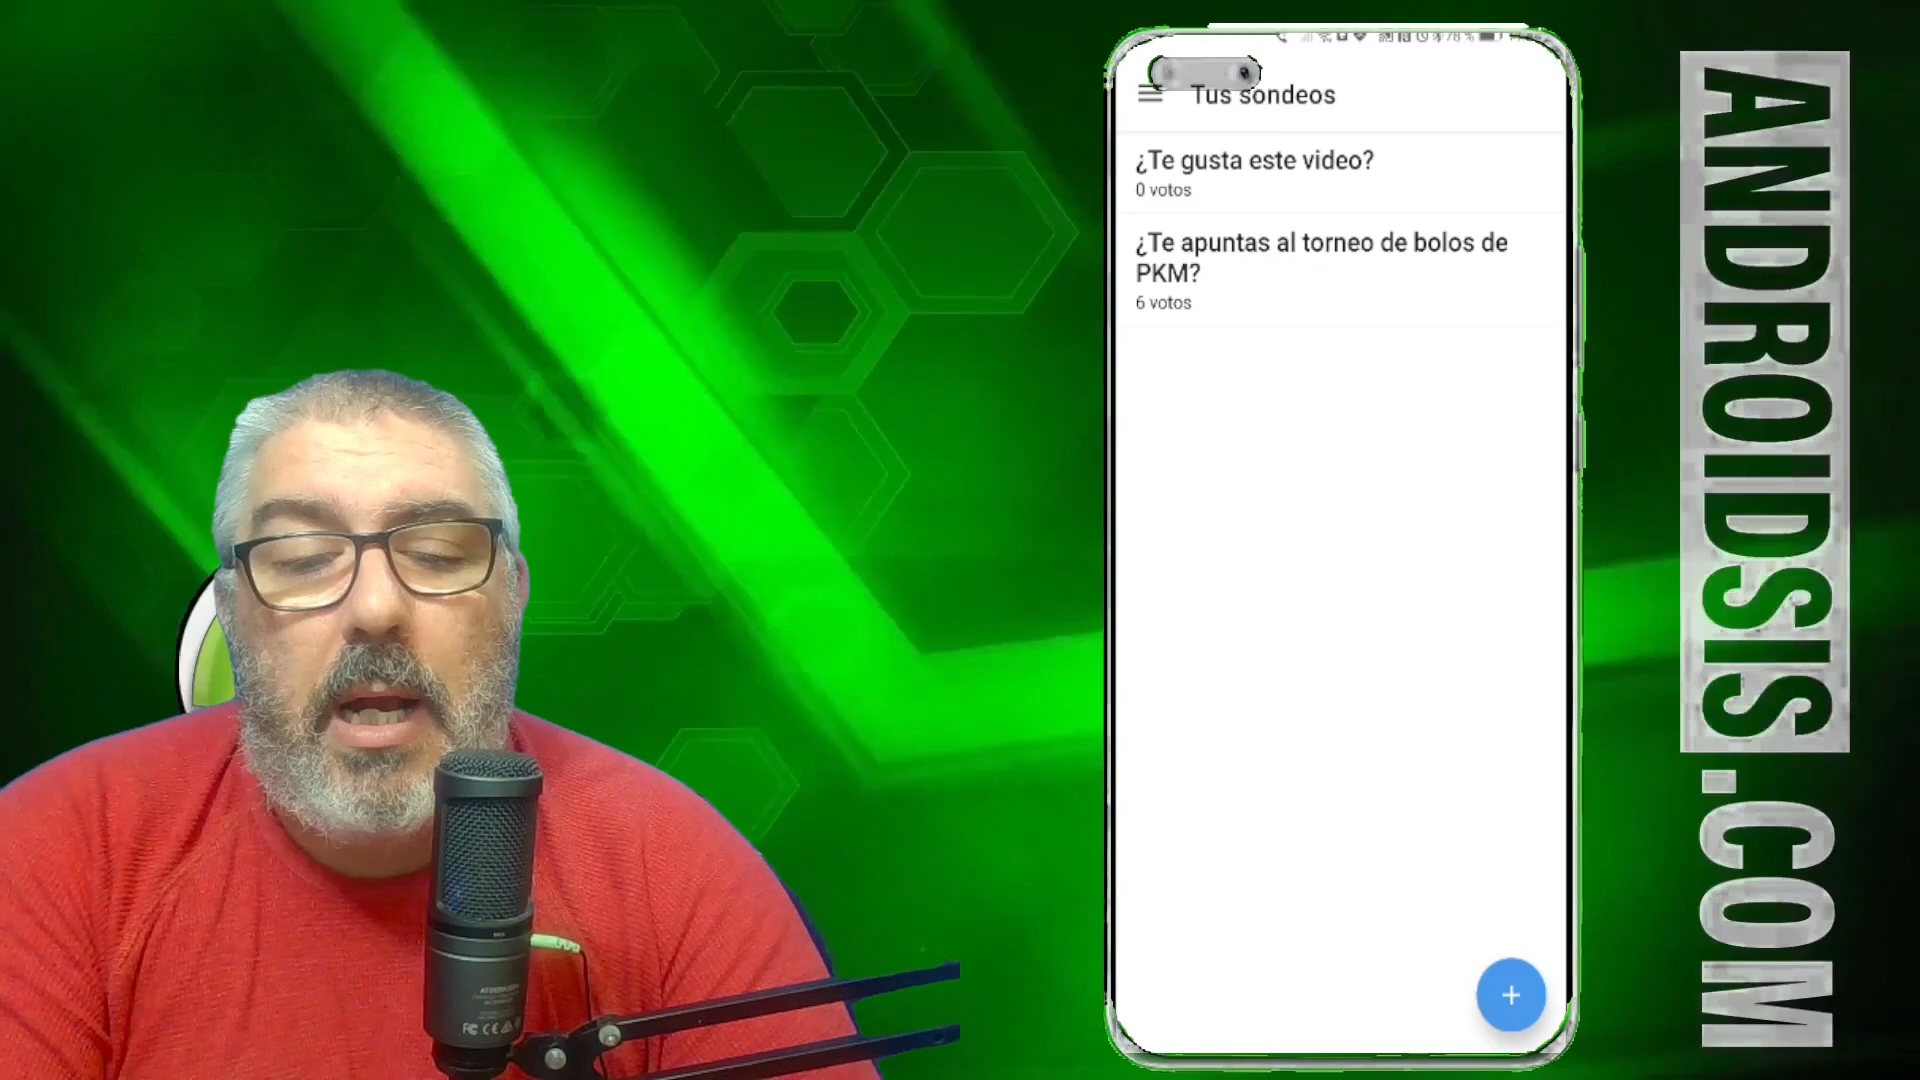 78 %
Tus sondeos
¿Te gusta este video?
0 votos
¿Te apuntas al torneo de bolos de
PKM?
6 votos
+
ANDROIDSIS.COM